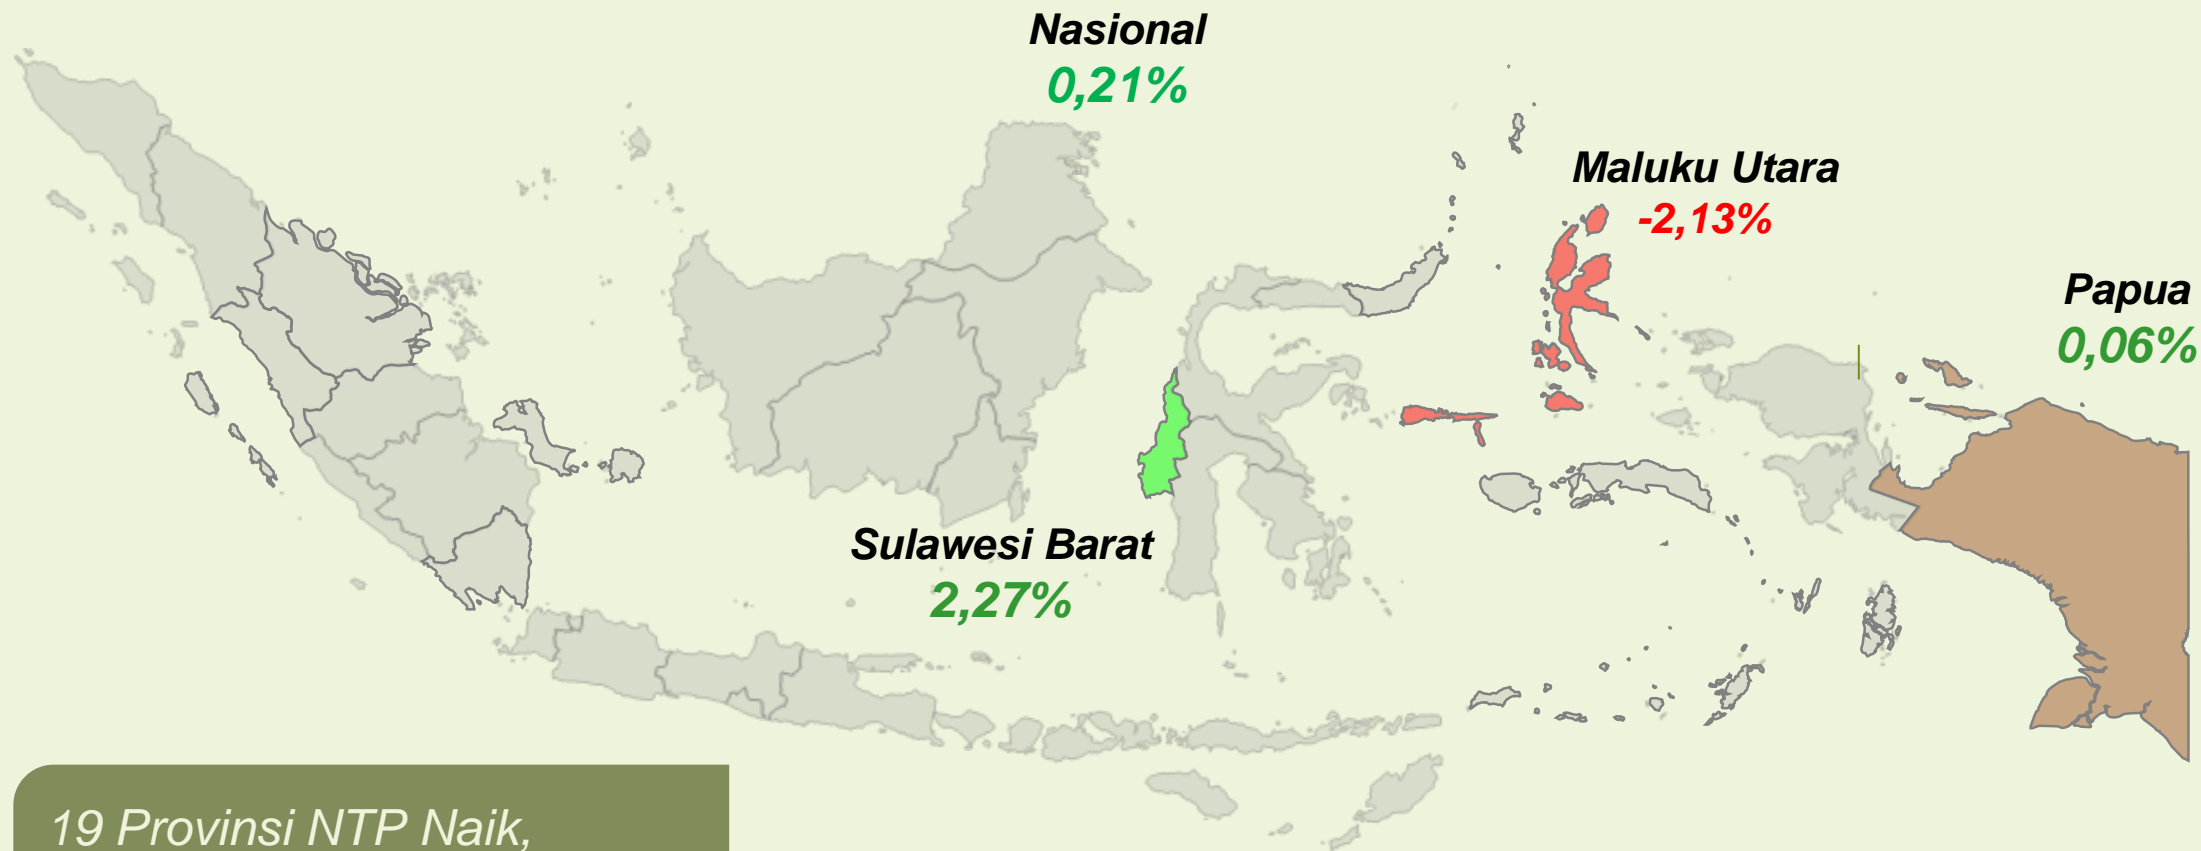 Nasional
0,21%
Maluku Utara
-2,13%
Papua
0,06%
Sulawesi Barat
2,27%
19 Provinsi NTP Naik,